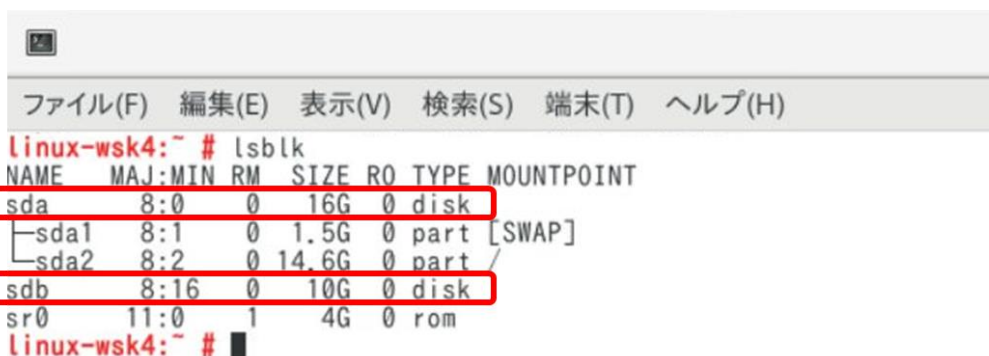 ファイル(F) 編集(E) 表示(V) 検索(S) 端末(T) ヘルプ(H)
linux-wsk4:~ # lsblk
NAME MAJ:MIN RM SIZE RO TYPE MOUNTPOINT
sda 8:0 0 16G 0 disk
├─sda1 8:1 0 1.5G 0 part [SWAP]
└─sda2 8:2 0 14.6G 0 part /
sdb 8:16 0 10G 0 disk
sr0 11:0 1 4G 0 rom
linux-wsk4:~ #